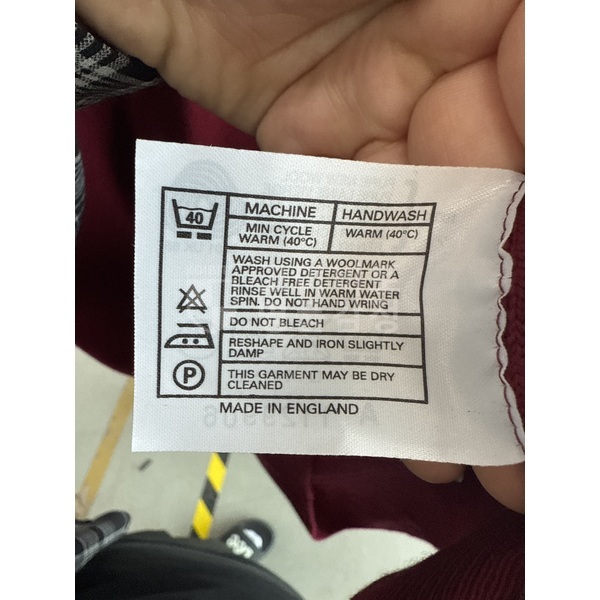 40
MACHINE
HANDWASH
MIN CYCLE
WARM (40°C)
WARM (40°C)
WASH USING A WOOLMARK
APPROVED DETERGENT OR A
BLEACH FREE DETERGENT
RINSE WELL IN WARM WATER
SPIN. DO NOT HAND WRING
DO NOT BLEACH
RESHAPE AND IRON SLIGHTLY
DAMP
P
THIS GARMENT MAY BE DRY
CLEANED
MADE IN ENGLAND